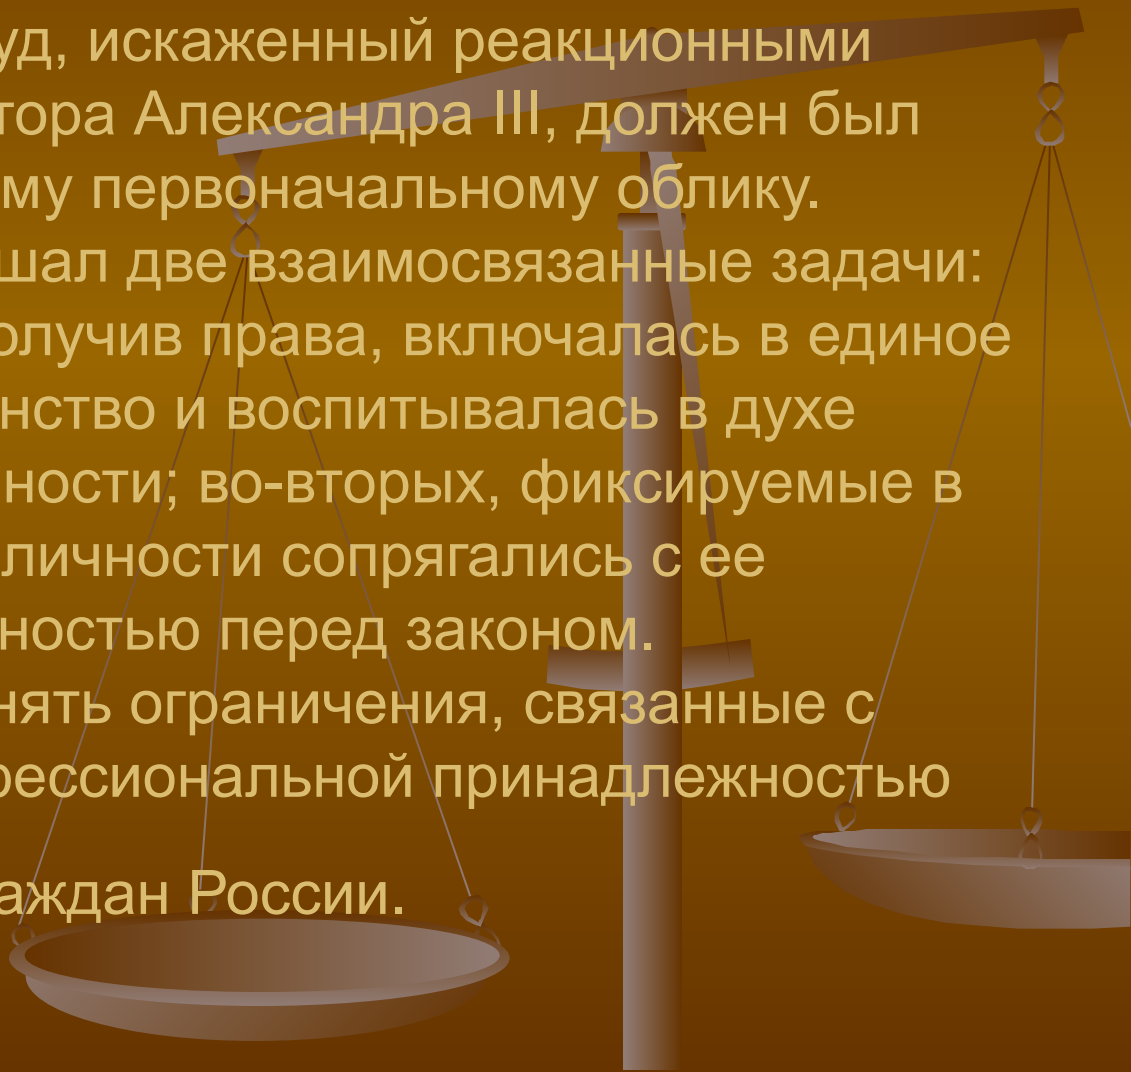 уд, искаженный реакционными
тора Александра III, должен был
му первоначальному облику.
шал две взаимосвязанные задачи:
олучив права, включалась в единое
нство и воспитывалась в духе
ности; во-вторых, фиксируемые в
личности сопрягались с ее
ностью перед законом.
нять ограничения, связанные с
фессиональной принадлежностью
аждан России.